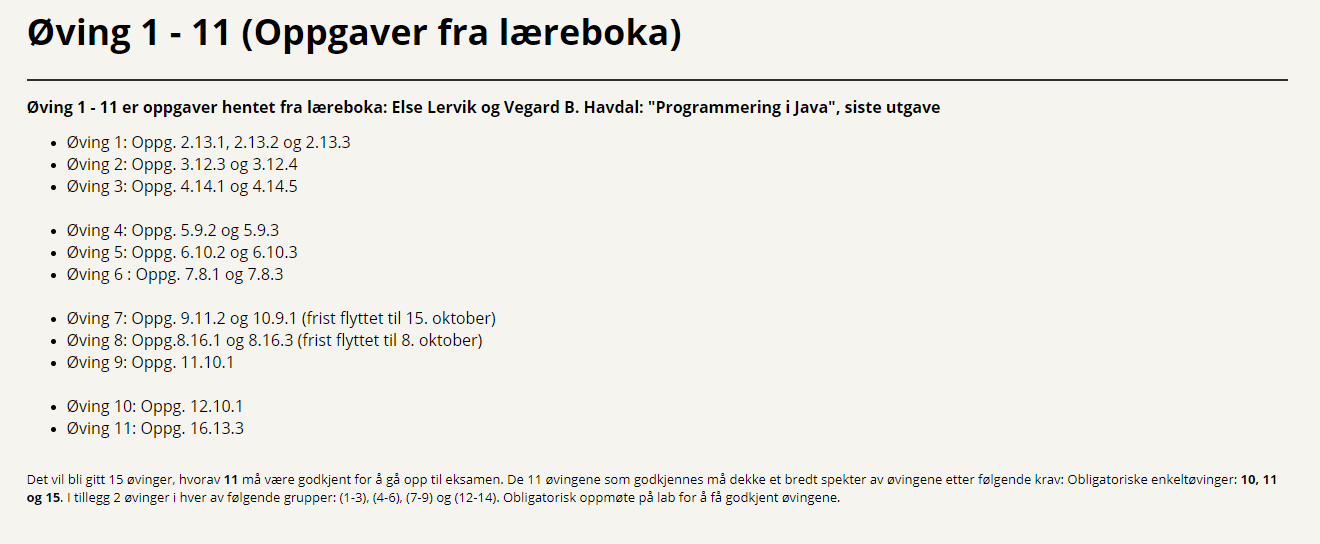 Øving 1 - 11 (Oppgaver fra læreboka)
Øving 1 - 11 er oppgaver hentet fra læreboka: Else Lervik og Vegard B. Havdal: "Programmering i Java", siste utgave
• Øving 1: Oppg. 2.13.1, 2.13.2 og 2.13.3
• Øving 2: Oppg. 3.12.3 og 3.12.4
• Øving 3: Oppg. 4.14.1 og 4.14.5
• Øving 4: Oppg. 5.9.2 og 5.9.3
• Øving 5: Oppg. 6.10.2 og 6.10.3
• Øving 6 : Oppg. 7.8.1 og 7.8.3
• Øving 7: Oppg. 9.11.2 og 10.9.1 (frist flyttet til 15. oktober)
• Øving 8: Oppg.8.16.1 og 8.16.3 (frist flyttet til 8. oktober)
• Øving 9: Oppg. 11.10.1
• Øving 10: Oppg. 12.10.1
• Øving 11: Oppg. 16.13.3
Det vil bli gitt 15 øvinger, hvorav 11 må være godkjent for å gå opp til eksamen. De 11 øvingene som godkjennes må dekke et bredt spekter av øvingene etter følgende krav: Obligatoriske enkeltøvinger: 10, 11
og 15. I tillegg 2 øvinger i hver av følgende grupper: (1-3), (4-6), (7-9) og (12-14). Obligatorisk oppmøte på lab for å få godkjent øvingene.